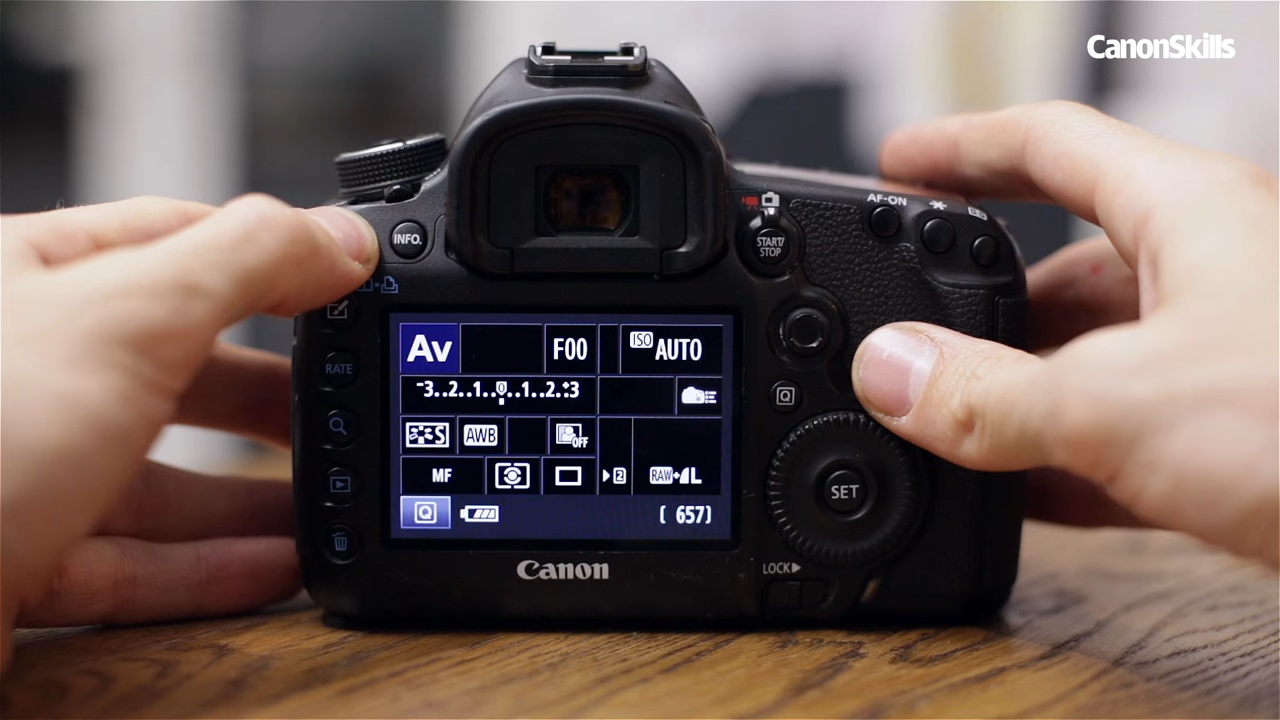 CanonSkills
AF-ON
INFO.
START/
STOP
Av F00 ISO AUTO
-3..2..1..0..1..2.:+3
RATE
S AWB OFF
Q
MF 2 RAW+L
SET
Q [ 657]
Canon
LOCK▶